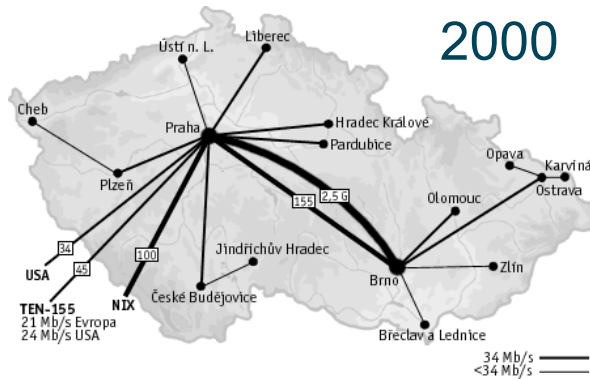 2000
Liberec
Ústí n. L.
Cheb
Praha
Hradec Králové
Pardubice
Opava
Karviná
Ostrava
Plzeň
Olomouc
155
2,5 G
34
45
100
USA
Jindřichův Hradec
Zlín
Brno
České Budějovice
NIX
TEN-155
21 Mb/s Evropa
24 Mb/s USA
Břeclav a Lednice
34 Mb/s
<34 Mb/s